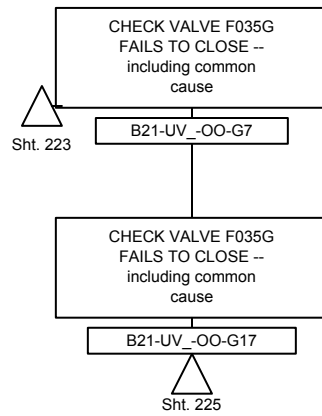 CHECK VALVE F035G
FAILS TO CLOSE --
including common
cause
Sht. 223
B21-UV_-OO-G7
CHECK VALVE F035G
FAILS TO CLOSE --
including common
cause
B21-UV_-OO-G17
Sht. 225